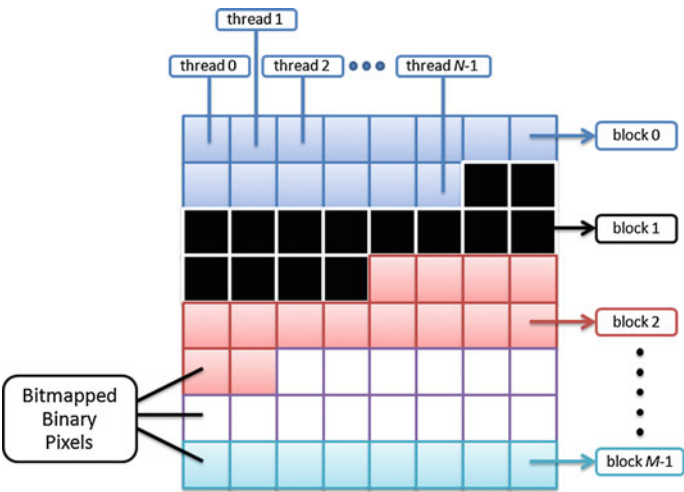 thread 1
thread 0
thread 2
thread N-1
block 0
block 1
block 2
Bitmapped
Binary
Pixels
block M-1